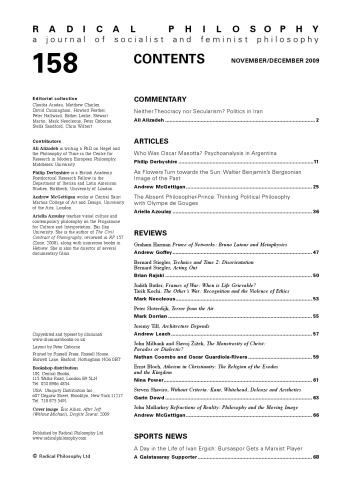 RADICAL PHILOSOPHY
a journal of socialist and feminist philosophy
158
CONTENTS
NOVEMBER/DECEMBER 2009
Editorial collective
Claudia Aradau, Matthew Charles,
David Cunningham, Howard Feather,
Peter Hallward, Esther Leslie, Stewart
Martin, Mark Neocleous, Peter Osborne,
Stella Sandford, Chris Wilbert
Contributors
Ali Alizadeh is writing a PhD on Hegel and
the Philosophy of Time in the Centre for
Research in Modern European Philosophy,
Middlesex University.
Philip Derbyshire is a British Academy
Postdoctoral Research Fellow in the
Department of Iberian and Latin American
Studies, Birkbeck, University of London.
Andrew McGettigan works at Central Saint
Martins College of Art and Design, University
of the Arts, London.
Ariella Azoulay teaches visual culture and
contemporary philosophy on the Programme
for Culture and Interpretation, Bar Ilan
University. She is the author of The Civil
Contract of Photography, reviewed in RP 157
(Zone, 2008), along with numerous books in
Hebrew. She is also the director of several
documentary films.
Copyedited and typeset by illuminati
www.illuminatibooks.co.uk
Layout by Peter Osborne
Printed by Russell Press, Russell House,
Bulwell Lane, Basford, Nottingham NG6 0BT
Bookshop distribution
UK: Central Books,
115 Wallis Road, London E9 5LN
Tel: 020 8986 4854
USA: Ubiquity Distributors Inc.,
607 Degraw Street, Brooklyn, New York 11217
Tel: 718 875 5491
Cover image
Published by Radical Philosophy Ltd.
www.radicalphilosophy.com
© Radical Philosophy Ltd
COMMENTARY
Neither Theocracy nor Secularism? Politics in Iran
Ali Alizadeh 2
ARTICLES
Who Was Oscar Masotta? Psychoanalysis in Argentina
Philip Derbyshire 11
As Flowers Turn towards the Sun: Walter Benjamin's Bergsonian
Image of the Past
Andrew McGettigan 25
The Absent Philosopher-Prince: Thinking Political Philosophy
with Olympe de Gouges
Ariella Azoulay 36
REVIEWS
Graham Harman Prince of Networks: Bruno Latour and Metaphysics
Andrew Goffey 47
Bernard Stiegler, Technics and Time 2: Disorientation
Bernard Stiegler, Acting Out
Brian Rajski 50
Judith Butler, Frames of War: When is Life Grievable?
Tarik Kochi, The Other's War: Recognition and the Violence of Ethics
Mark Neocleous 53
Peter Sloterdijk, Terror from the Air
Mark Dorrian 55
Jeremy Till, Architecture Depends
Andrew Leach 57
John Milbank and Slavoj Žižek, The Monstrosity of Christ:
Paradox or Dialectic?
Nathan Coombs and Oscar Guardiola-Rivera 59
Ernst Bloch, Atheism in Christianity: The Religion of the Exodus
and the Kingdom
Nina Power 61
Steven Shaviro, Without Criteria: Kant, Whitehead, Deleuze and Aesthetics
Garin Dowd 63
John Mullarkey Refractions of Reality: Philosophy and the Moving Image
Andrew McGettigan 66
SPORTS NEWS
A Day in the Life of Ivan Ergich: Bursaspor Gets a Marxist Player
A Galatasaray Supporter 68